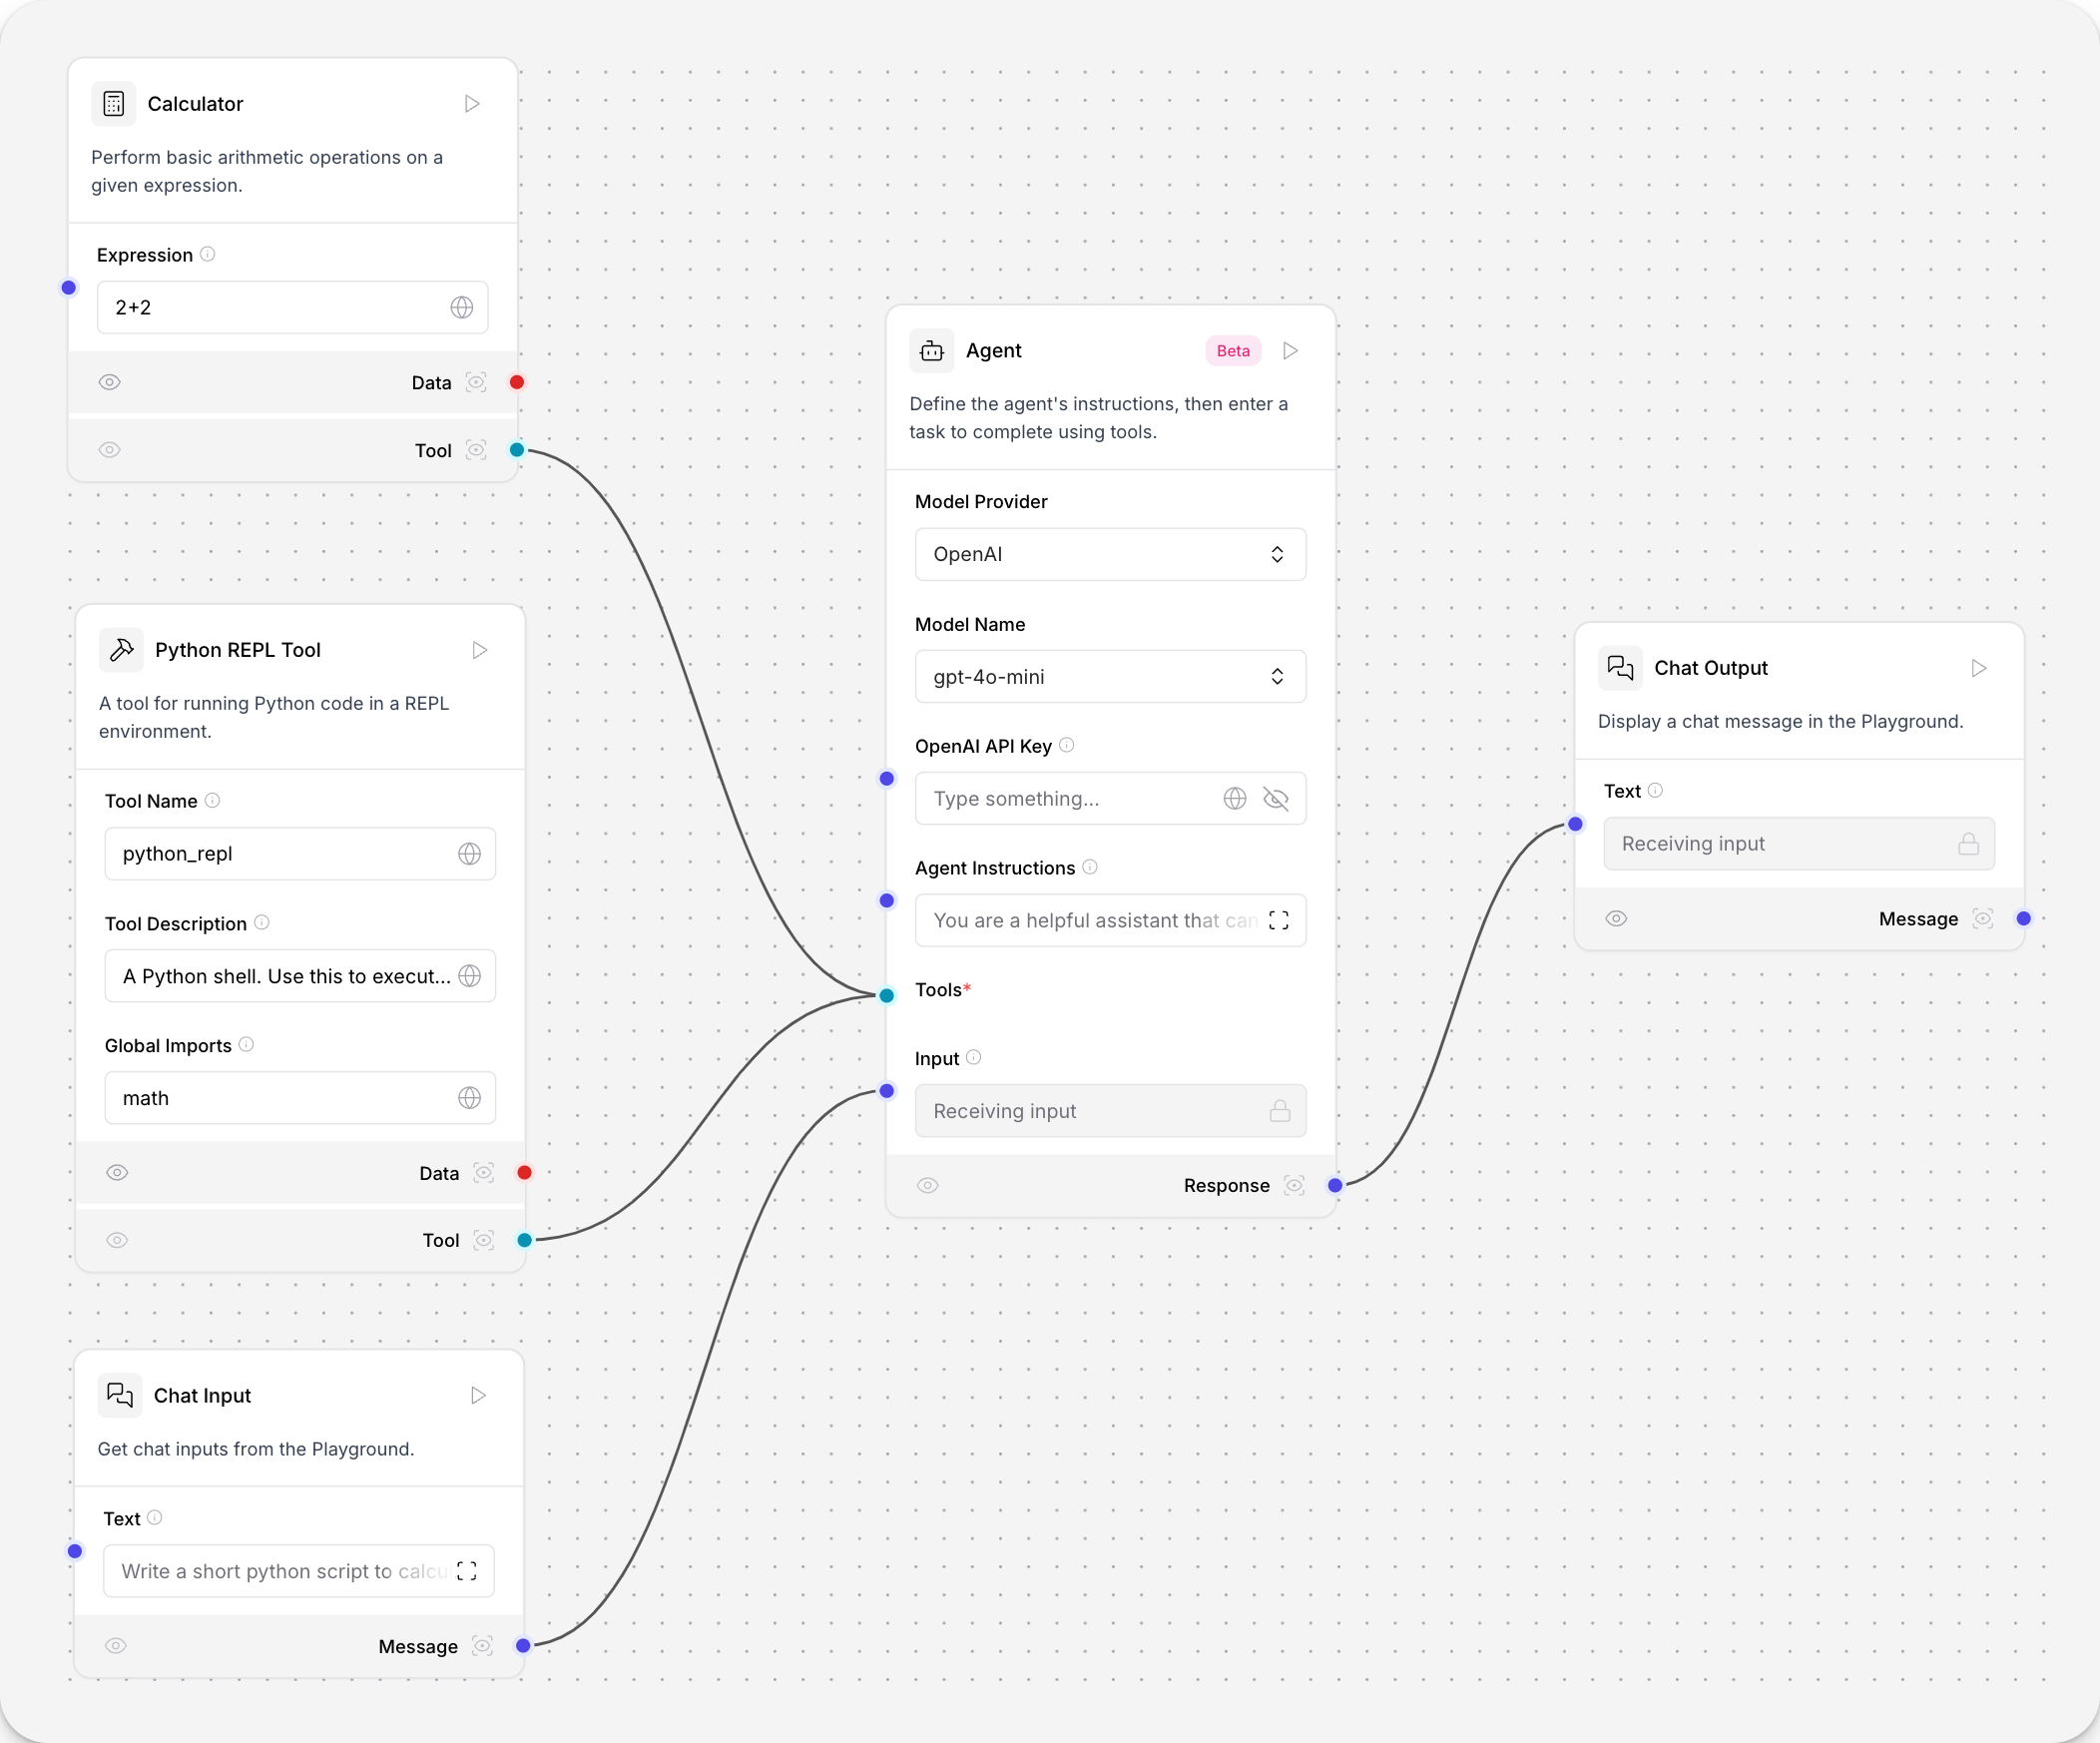 Calculator
Perform basic arithmetic operations on a
given expression.
Expression
2+2
Data
Tool
Python REPL Tool
A tool for running Python code in a REPL
environment.
Tool Name
python_repl
Tool Description
A Python shell. Use this to execut...
Global Imports
math
Data
Tool
Chat Input
Get chat inputs from the Playground.
Text
Write a short python script to calcul
Message
Agent
Beta
Define the agent's instructions, then enter a
task to complete using tools.
Model Provider
OpenAI
Model Name
gpt-4o-mini
OpenAI API Key
Type something...
Agent Instructions
You are a helpful assistant that can
Tools*
Input
Receiving input
Response
Chat Output
Display a chat message in the Playground.
Text
Receiving input
Message